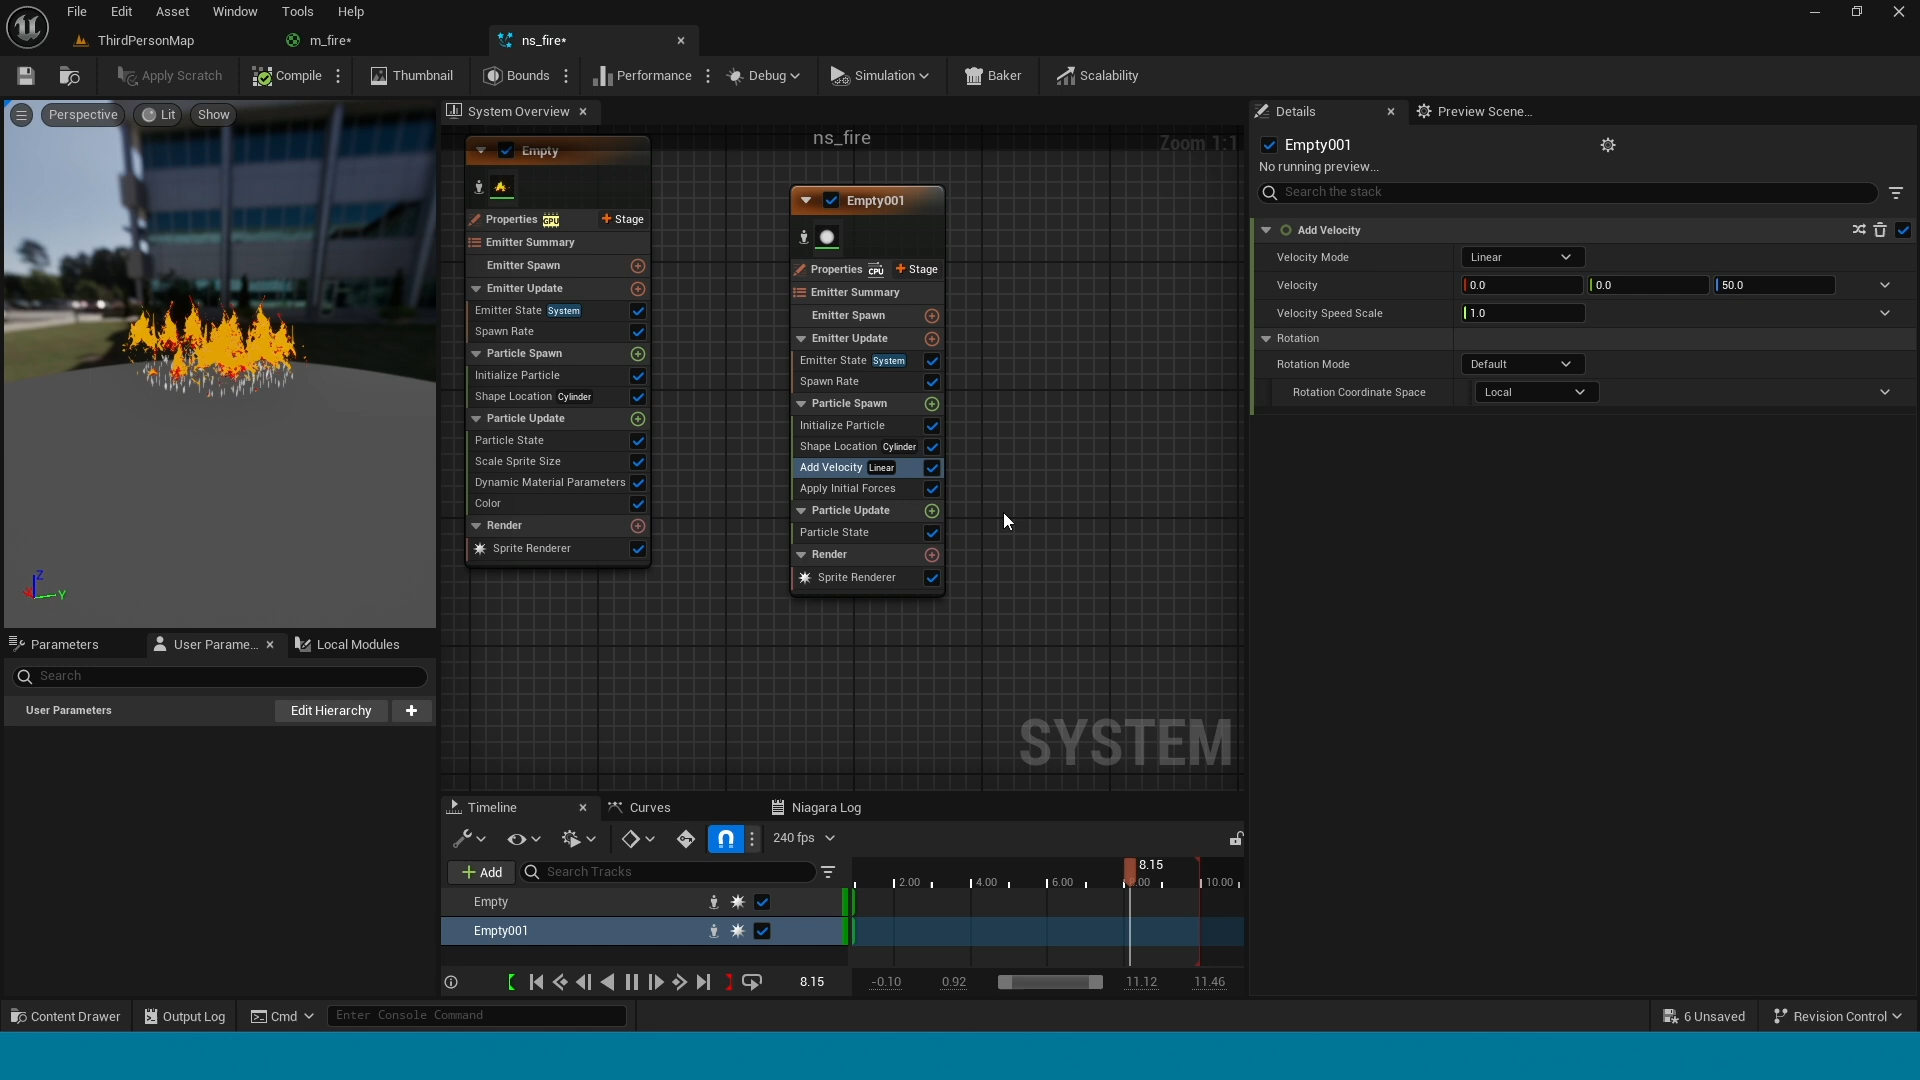 File Edit Asset Window Tools Help
ThirdPersonMap m_fire* ns_fire*
Apply Scratch Compile Thumbnail Bounds Performance Debug Simulation Baker Scalability
Perspective Lit Show
System Overview
ns_fire
Zoom 1:1
Empty
Properties GPU Stage
Emitter Summary
Emitter Spawn
Emitter Update
Emitter State System
Spawn Rate
Particle Spawn
Initialize Particle
Shape Location Cylinder
Particle Update
Particle State
Scale Sprite Size
Dynamic Material Parameters
Color
Render
Sprite Renderer
Empty001
Properties CPU Stage
Emitter Summary
Emitter Spawn
Emitter Update
Emitter State System
Spawn Rate
Particle Spawn
Initialize Particle
Shape Location Cylinder
Add Velocity Linear
Apply Initial Forces
Particle Update
Particle State
Render
Sprite Renderer
SYSTEM
Z
Y
Details Preview Scene...
Empty001
No running preview...
Search the stack
Add Velocity
Velocity Mode Linear
Velocity 0.0 0.0 50.0
Velocity Speed Scale 1.0
Rotation
Rotation Mode Default
Rotation Coordinate Space Local
Parameters User Parame... Local Modules
Search
User Parameters Edit Hierarchy
Timeline Curves Niagara Log
240 fps
Add Search Tracks
8.15
2.00 4.00 6.00 10.00
Empty
Empty001
8.15 -0.10 0.92 11.12 11.46
Content Drawer Output Log Cmd Enter Console Command 6 Unsaved Revision Control